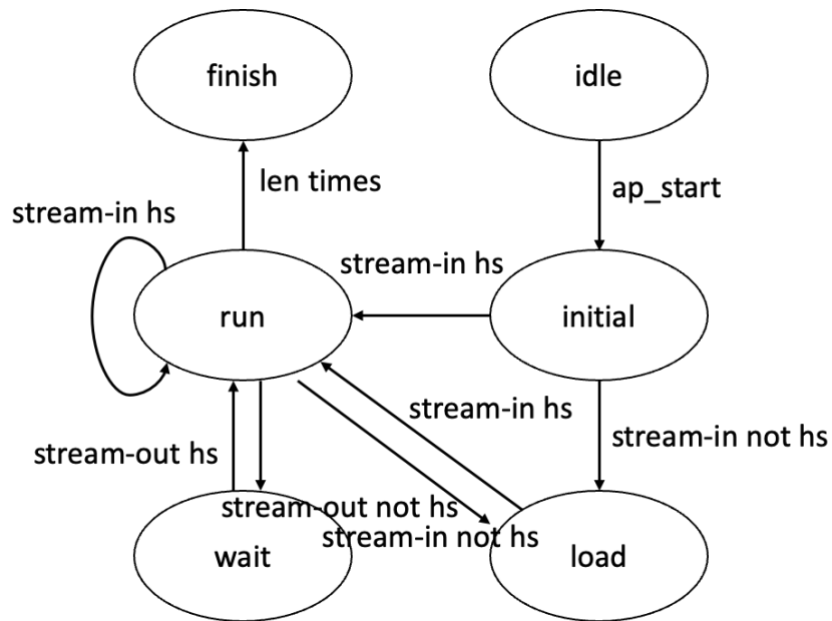 finish
idle
len times
ap_start
stream-in hs
stream-in hs
run
initial
stream-in hs
stream-in not hs
stream-out hs
stream-out not hs
stream-in not hs
wait
load